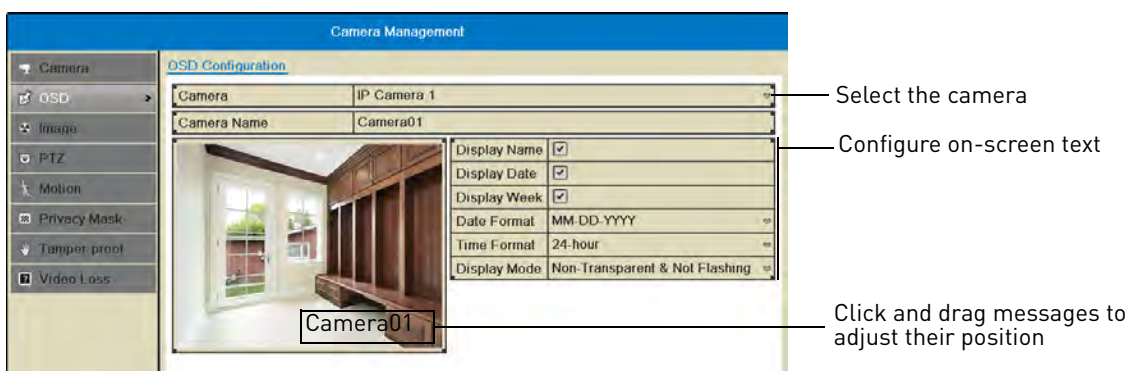 Camera Management
Camera
OSD
Image
PTZ
Motion
Privacy Mask
Tamper proof
Video Loss
OSD Configuration
Camera IP Camera 1
Camera Name Camera01
Display Name
Display Date
Display Week
Date Format MM-DD-YYYY
Time Format 24-hour
Display Mode Non-Transparent & Not Flashing
Camera01
Select the camera
Configure on-screen text
Click and drag messages to
adjust their position